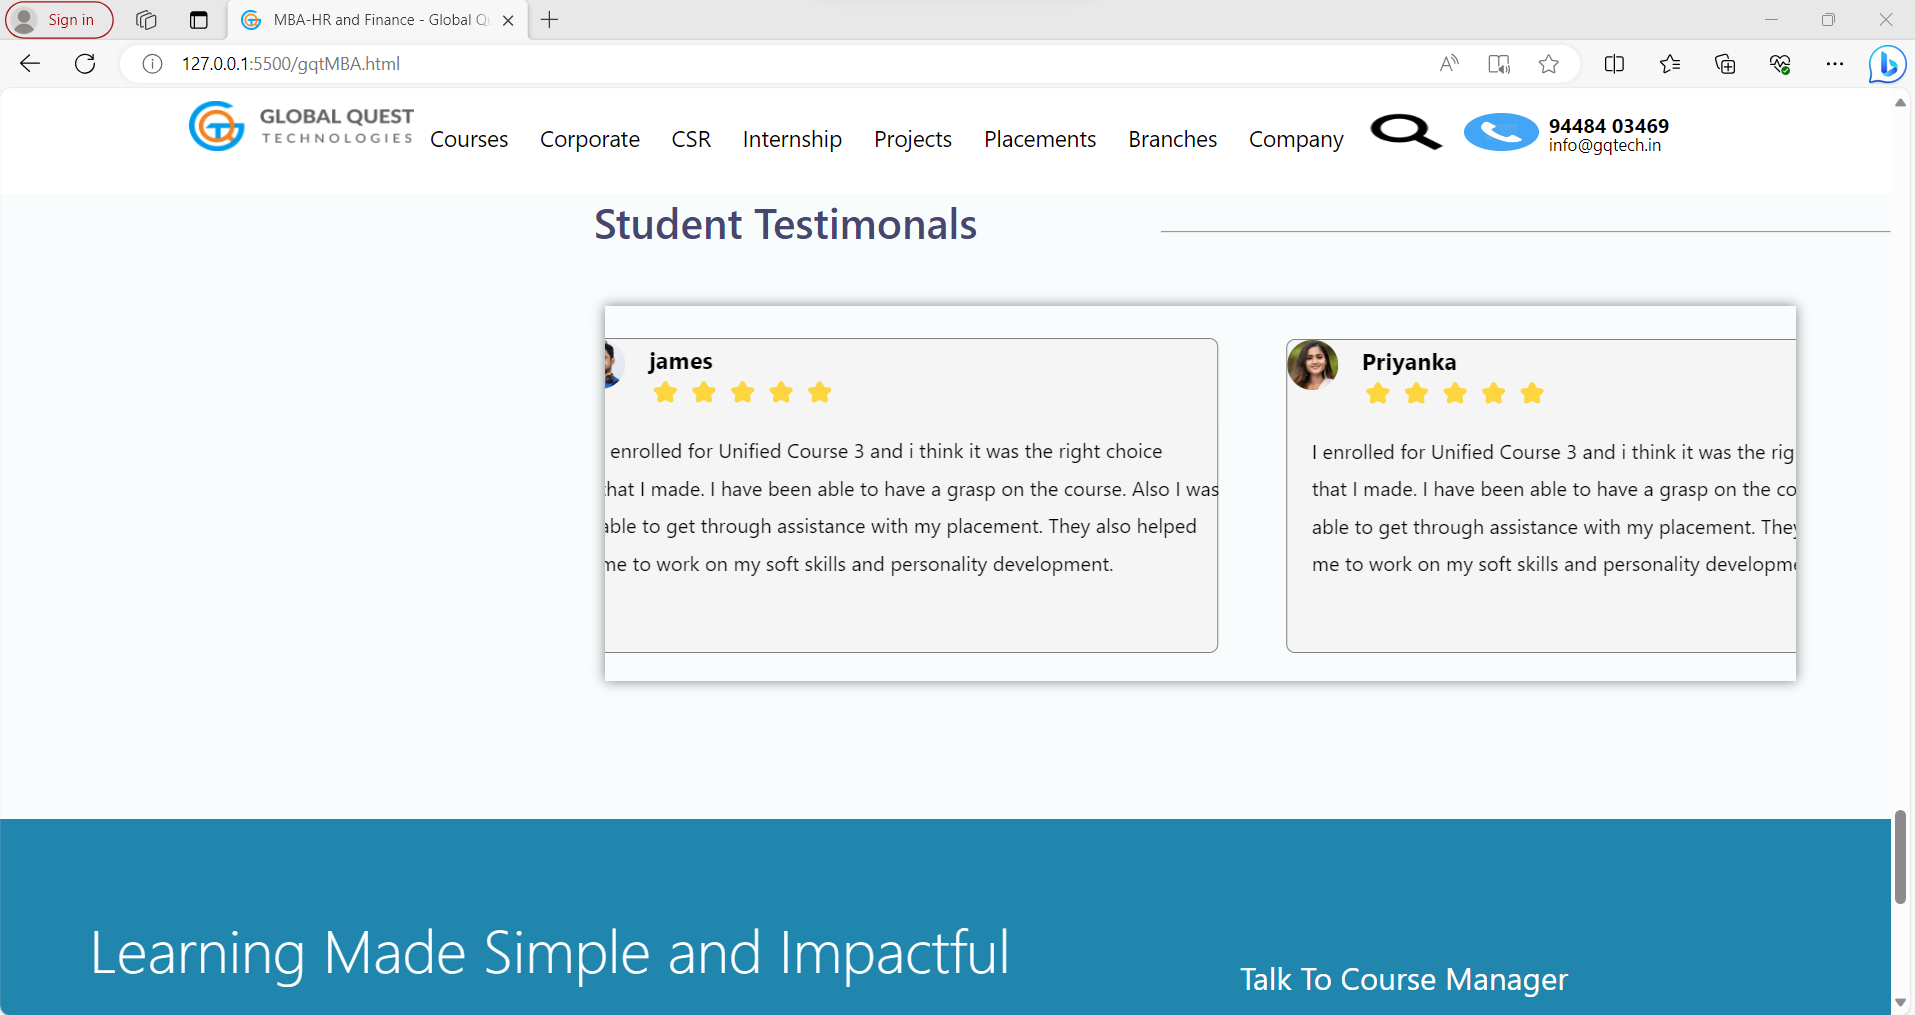 Sign in
MBA-HR and Finance - Global Qu
127.0.0.1:5500/gqtMBA.html
GLOBAL QUEST
TECHNOLOGIES
Courses Corporate CSR Internship Projects Placements Branches Company
94484 03469
info@gqtech.in
Student Testimonals
james
enrolled for Unified Course 3 and i think it was the right choice
that I made. I have been able to have a grasp on the course. Also I was
able to get through assistance with my placement. They also helped
me to work on my soft skills and personality development.
Priyanka
I enrolled for Unified Course 3 and i think it was the rig
that I made. I have been able to have a grasp on the co
able to get through assistance with my placement. They
me to work on my soft skills and personality developme
Learning Made Simple and Impactful
Talk To Course Manager